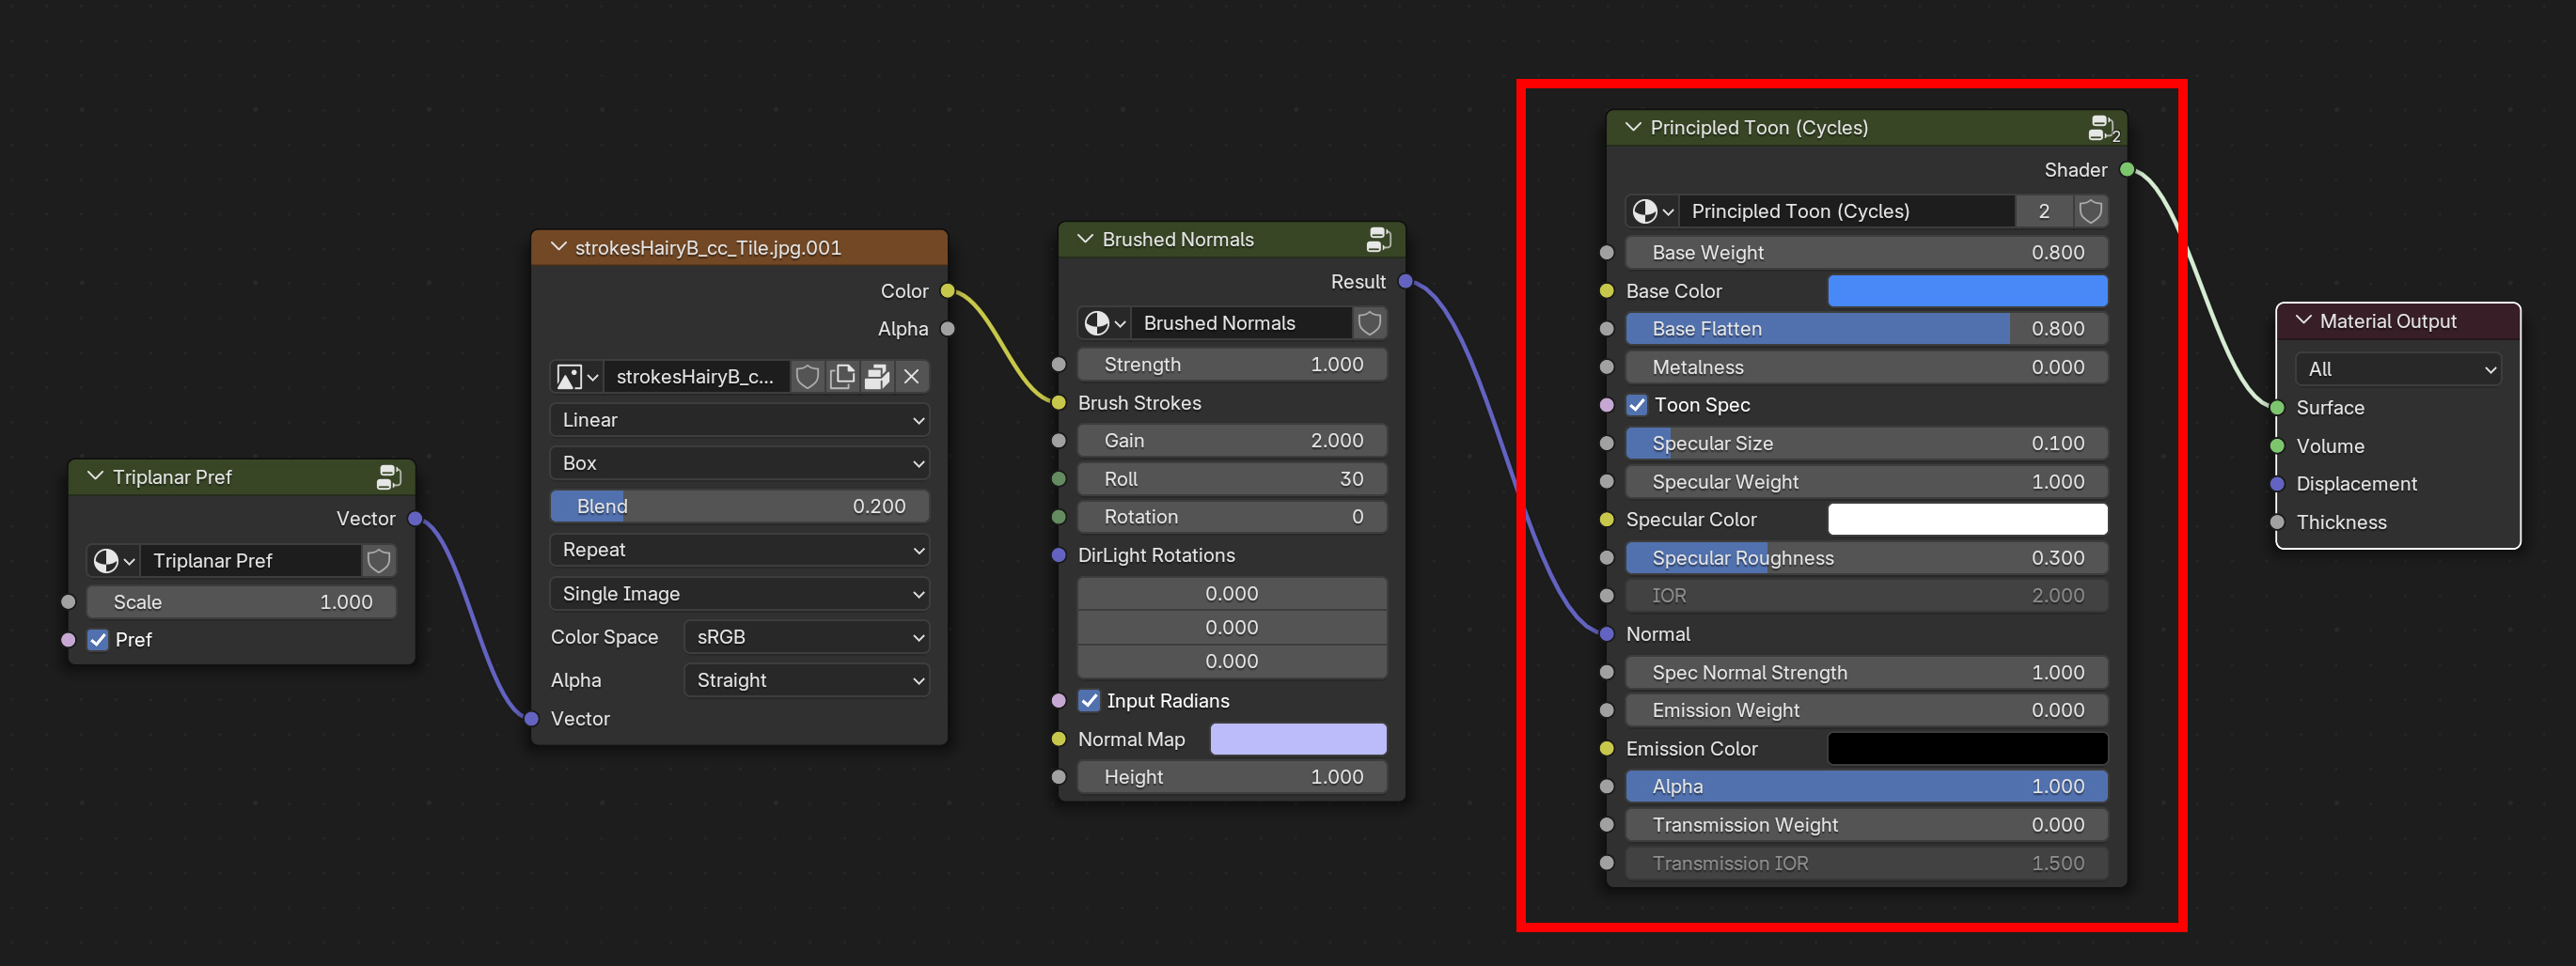 Triplanar Pref
Vector
Triplanar Pref
Scale 1.000
Pref
strokesHairyB_cc_Tile.jpg.001
Color
Alpha
strokesHairyB_c...
Linear
Box
Blend 0.200
Repeat
Single Image
Color Space sRGB
Alpha Straight
Vector
Brushed Normals
Result
Brushed Normals
Strength 1.000
Brush Strokes
Gain 2.000
Roll 30
Rotation 0
DirLight Rotations
0.000
0.000
0.000
Input Radians
Normal Map
Height 1.000
Principled Toon (Cycles) 2
Shader
Principled Toon (Cycles) 2
Base Weight 0.800
Base Color
Base Flatten 0.800
Metalness 0.000
Toon Spec
Specular Size 0.100
Specular Weight 1.000
Specular Color
Specular Roughness 0.300
IOR 2.000
Normal
Spec Normal Strength 1.000
Emission Weight 0.000
Emission Color
Alpha 1.000
Transmission Weight 0.000
Transmission IOR 1.500
Material Output
All
Surface
Volume
Displacement
Thickness